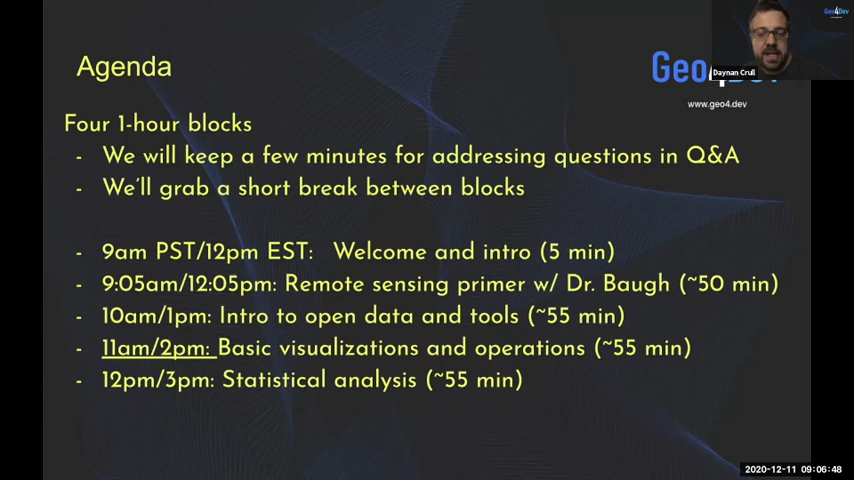 Agenda
Geo4Dev
Geo4
Daynan Crull
www.geo4.dev
Four 1-hour blocks
- We will keep a few minutes for addressing questions in Q&A
- We'll grab a short break between blocks
- 9am PST/12pm EST: Welcome and intro (5 min)
- 9:05am/12:05pm: Remote sensing primer w/ Dr. Baugh (~50 min)
- 10am/1pm: Intro to open data and tools (~55 min)
- 11am/2pm: Basic visualizations and operations (~55 min)
- 12pm/3pm: Statistical analysis (~55 min)
2020-12-11 09:06:48